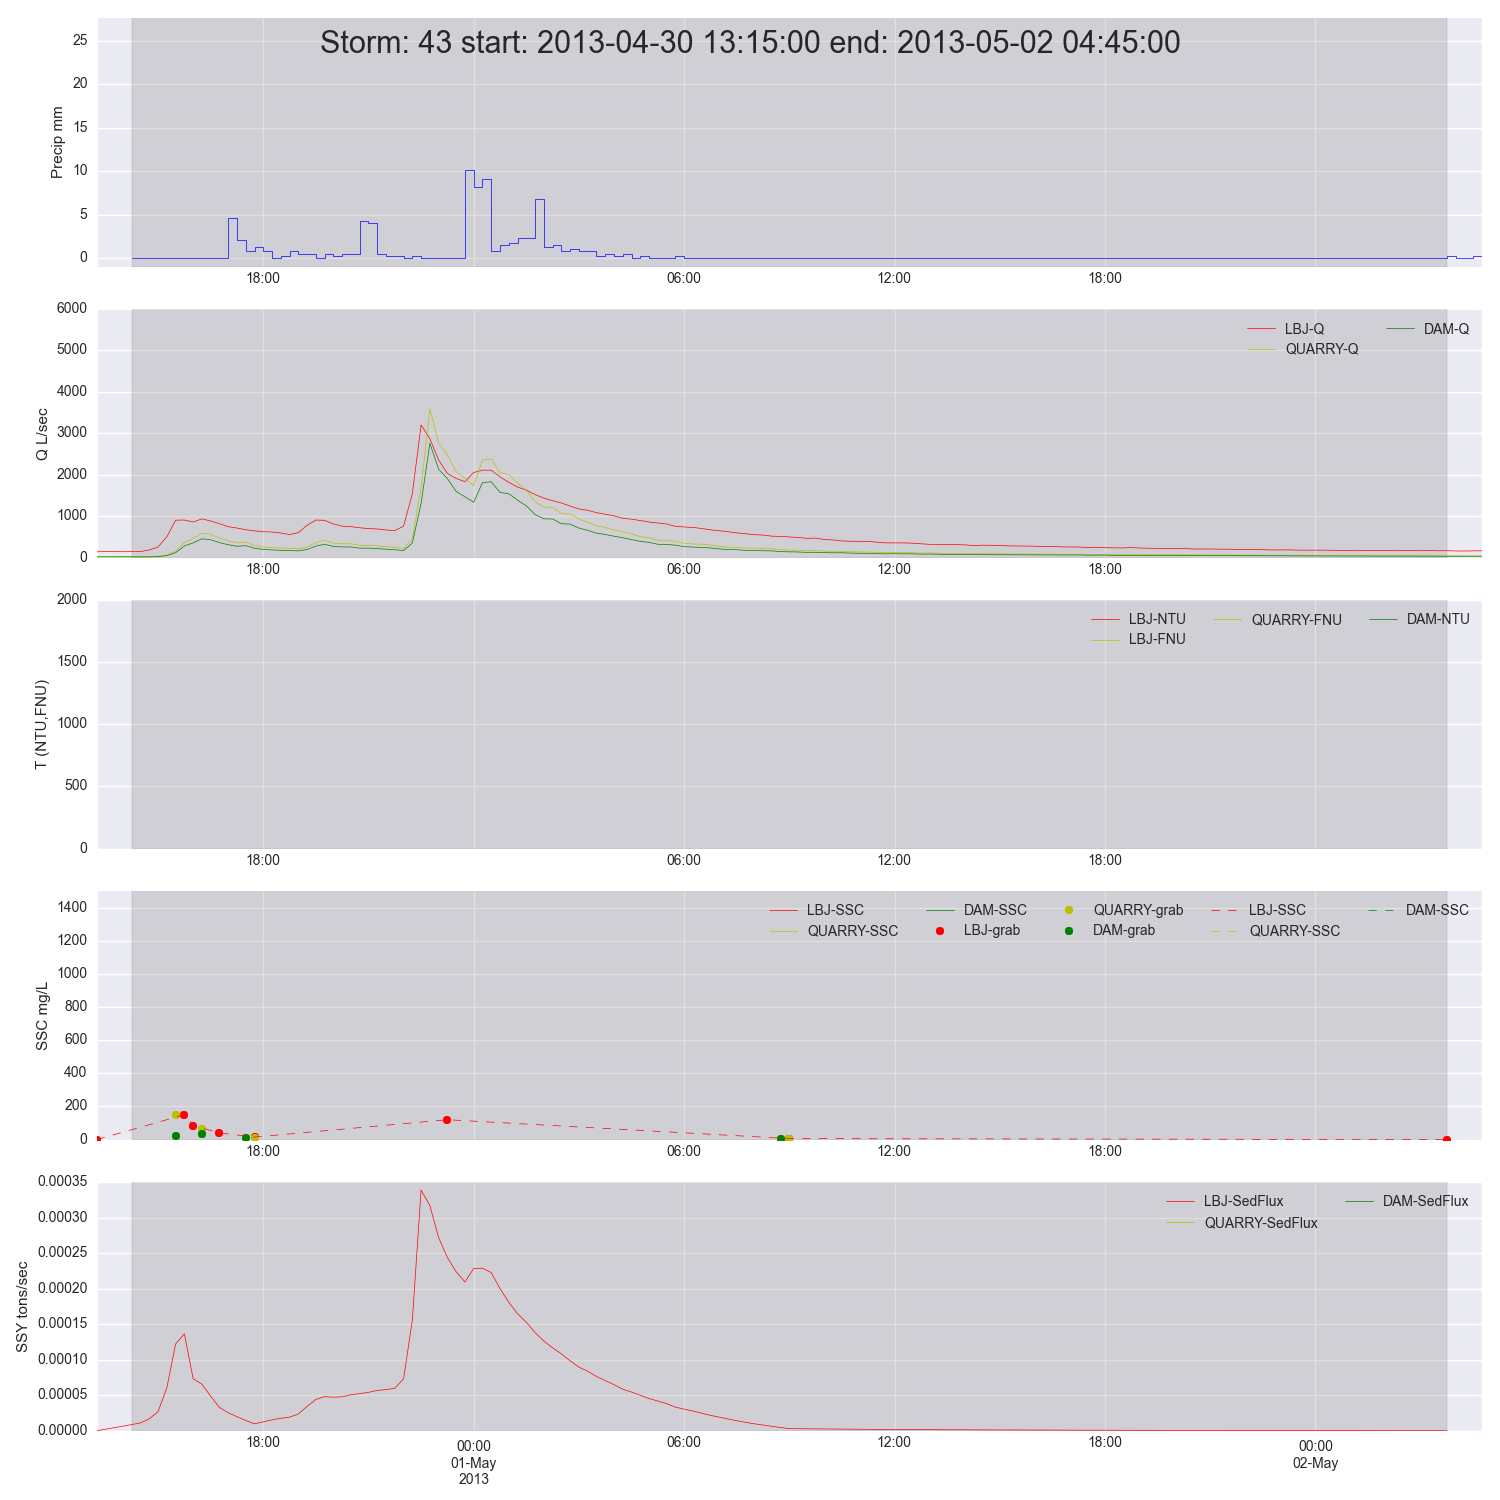 Storm: 43 start: 2013-04-30 13:15:00 end: 2013-05-02 04:45:00
Precip mm
25
20
15
10
5
0
18:00 06:00 12:00 18:00
Q L/sec
6000
5000
4000
3000
2000
1000
0
LBJ-Q DAM-Q
QUARRY-Q
18:00 06:00 12:00 18:00
T (NTU,FNU)
2000
1500
1000
500
0
LBJ-NTU QUARRY-FNU DAM-NTU
LBJ-FNU
18:00 06:00 12:00 18:00
SSC mg/L
1400
1200
1000
800
600
400
200
0
LBJ-SSC DAM-SSC QUARRY-grab LBJ-SSC DAM-SSC
QUARRY-SSC LBJ-grab DAM-grab QUARRY-SSC
18:00 06:00 12:00 18:00
SSY tons/sec
0.00035
0.00030
0.00025
0.00020
0.00015
0.00010
0.00005
0.00000
LBJ-SedFlux DAM-SedFlux
QUARRY-SedFlux
18:00 00:00 06:00 12:00 18:00 00:00
01-May 02-May
2013